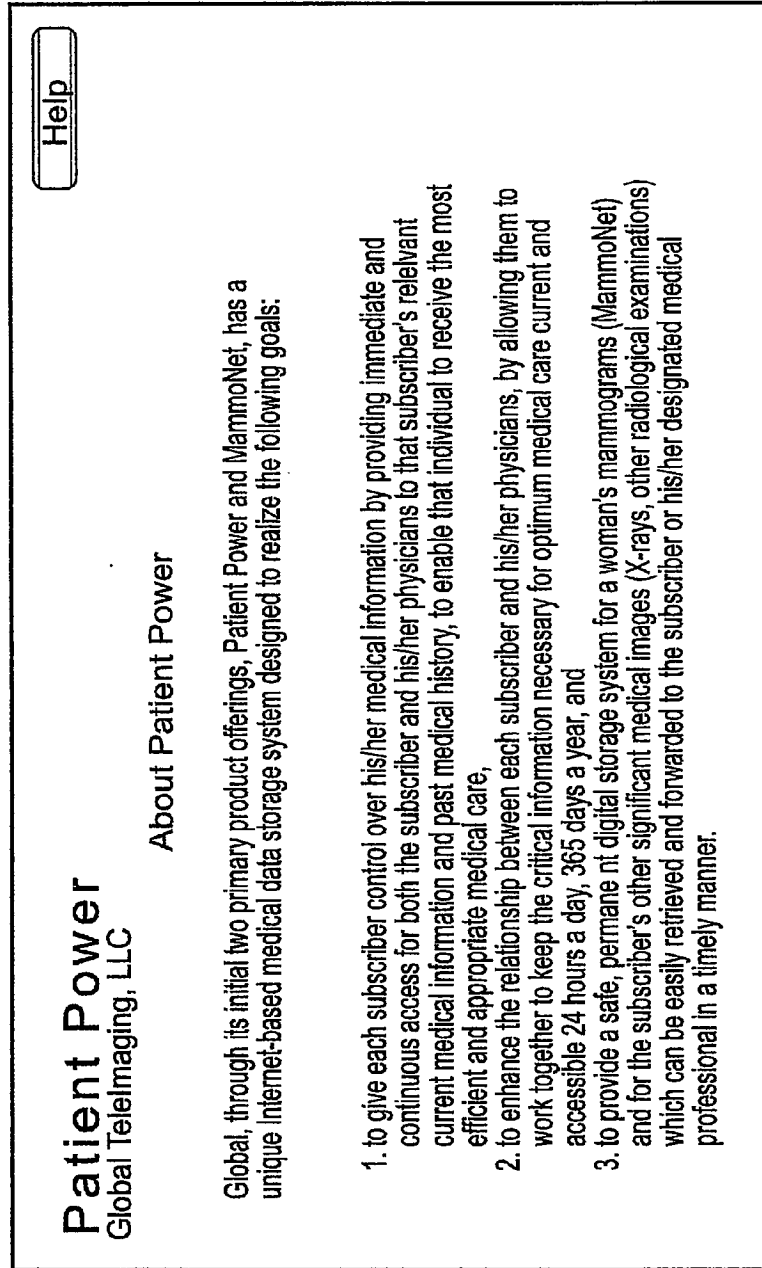 Help
Patient Power
Global TeleImaging, LLC
About Patient Power
Global, through its initial two primary product offerings, Patient Power and MammoNet, has a
unique Internet-based medical data storage system designed to realize the following goals:
1. to give each subscriber control over his/her medical information by providing immediate and
continuous access for both the subscriber and his/her physicians to that subscriber's relelvant
current medical information and past medical history, to enable that individual to receive the most
efficient and appropriate medical care,
2. to enhance the relationship between each subscriber and his/her physicians, by allowing them to
work together to keep the critical information necessary for optimum medical care current and
accessible 24 hours a day, 365 days a year, and
3. to provide a safe, permane nt digital storage system for a woman's mammograms (MammoNet)
and for the subscriber's other significant medical images (X-rays, other radiological examinations)
which can be easily retrieved and forwarded to the subscriber or his/her designated medical
professional in a timely manner.